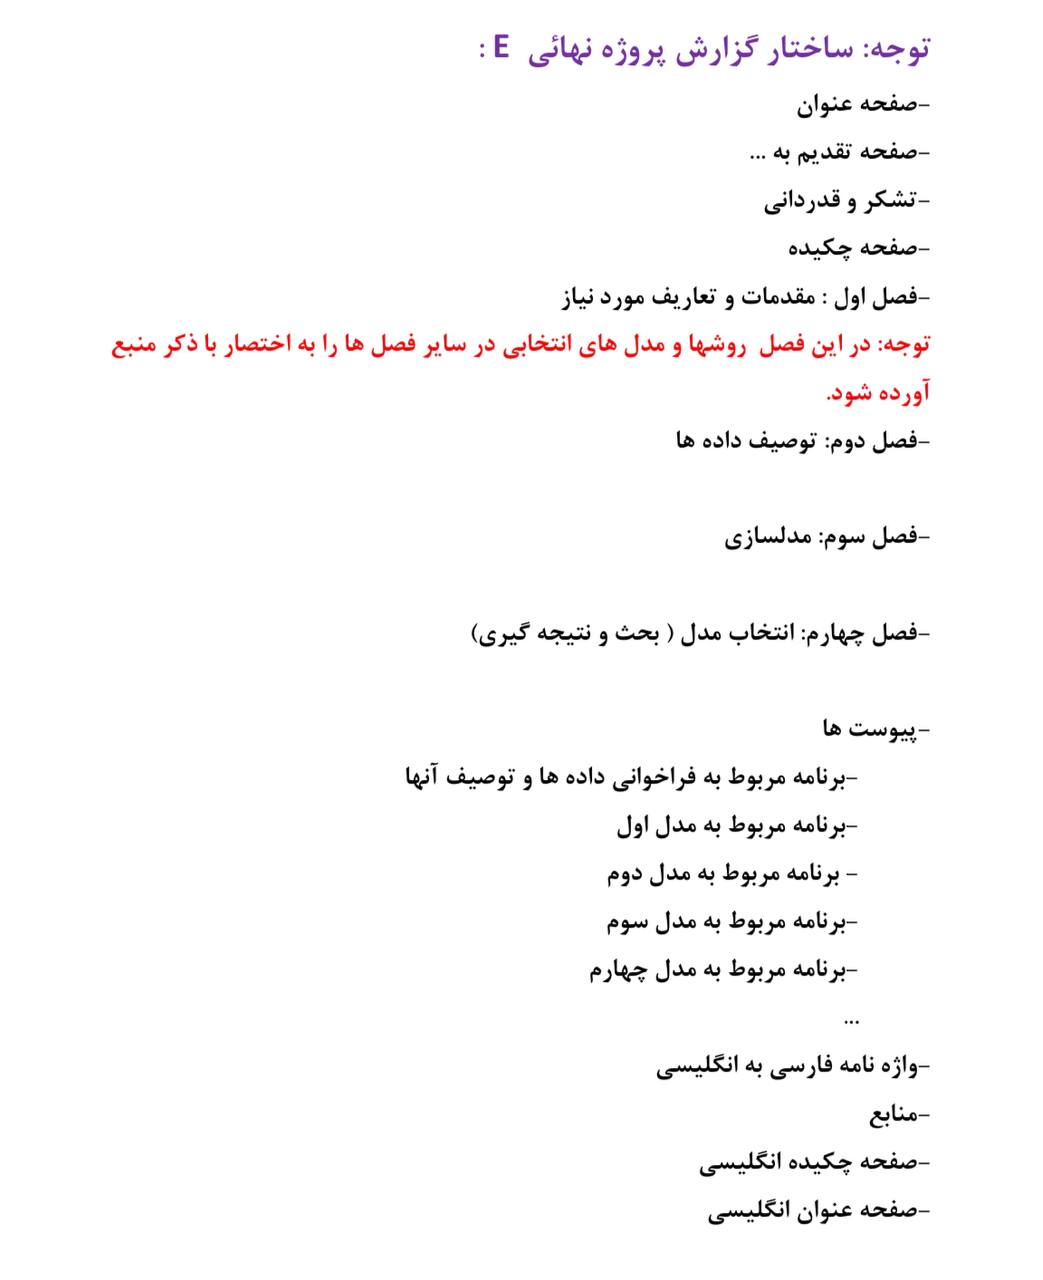 توجه: ساختار گزارش پروژه نهائی E :
-صفحه عنوان
-صفحه تقدیم به ...
-تشکر و قدردانی
-صفحه چکیده
-فصل اول : مقدمات و تعاریف مورد نیاز
توجه: در این فصل روشها و مدل های انتخابی در سایر فصل ها را به اختصار با ذکر منبع
آورده شود.
-فصل دوم: توصیف داده ها
-فصل سوم: مدلسازی
-فصل چهارم: انتخاب مدل ( بحث و نتیجه گیری)
-پیوست ها
-برنامه مربوط به فراخوانی داده ها و توصیف آنها
-برنامه مربوط به مدل اول
- برنامه مربوط به مدل دوم
-برنامه مربوط به مدل سوم
-برنامه مربوط به مدل چهارم
...
-واژه نامه فارسی به انگلیسی
-منابع
-صفحه چکیده انگلیسی
-صفحه عنوان انگلیسی